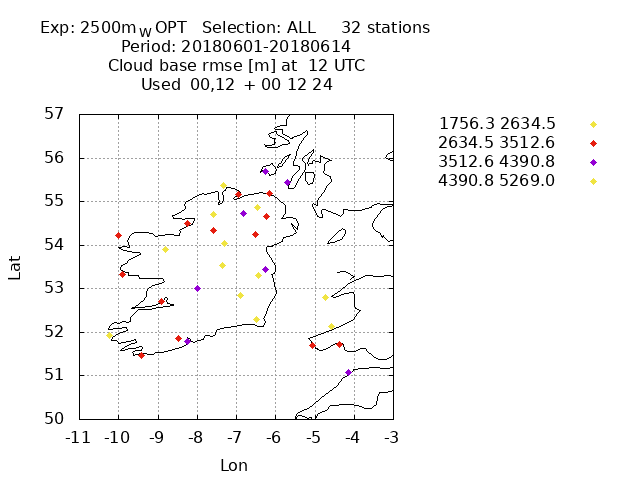 Exp: 2500m_W OPT Selection: ALL 32 stations
Period: 20180601-20180614
Cloud base rmse [m] at 12 UTC
Used 00,12 + 00 12 24
1756.3 2634.5
2634.5 3512.6
3512.6 4390.8
4390.8 5269.0
57
56
55
54
53
52
51
50
Lat
-11 -10 -9 -8 -7 -6 -5 -4 -3
Lon